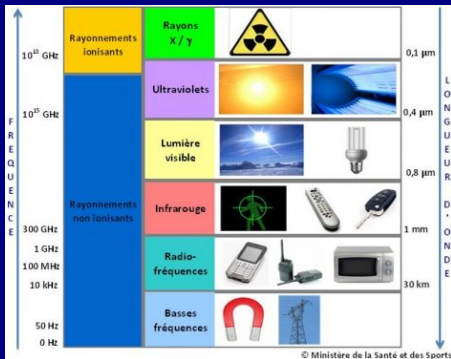 FREQUENCE
10¹⁸ GHz
10¹⁵ GHz
300 GHz
1 GHz
100 MHz
10 kHz
50 Hz
0 Hz
Rayonnements
ionisants
Rayonnements
non ionisants
Rayons
X / γ
Ultraviolets
Lumière
visible
Infrarouge
Radio-
fréquences
Basses
fréquences
0,1 µm
0,4 µm
0,8 µm
1 mm
30 km
LONGUEUR D'ONDE
© Ministère de la Santé et des Sports